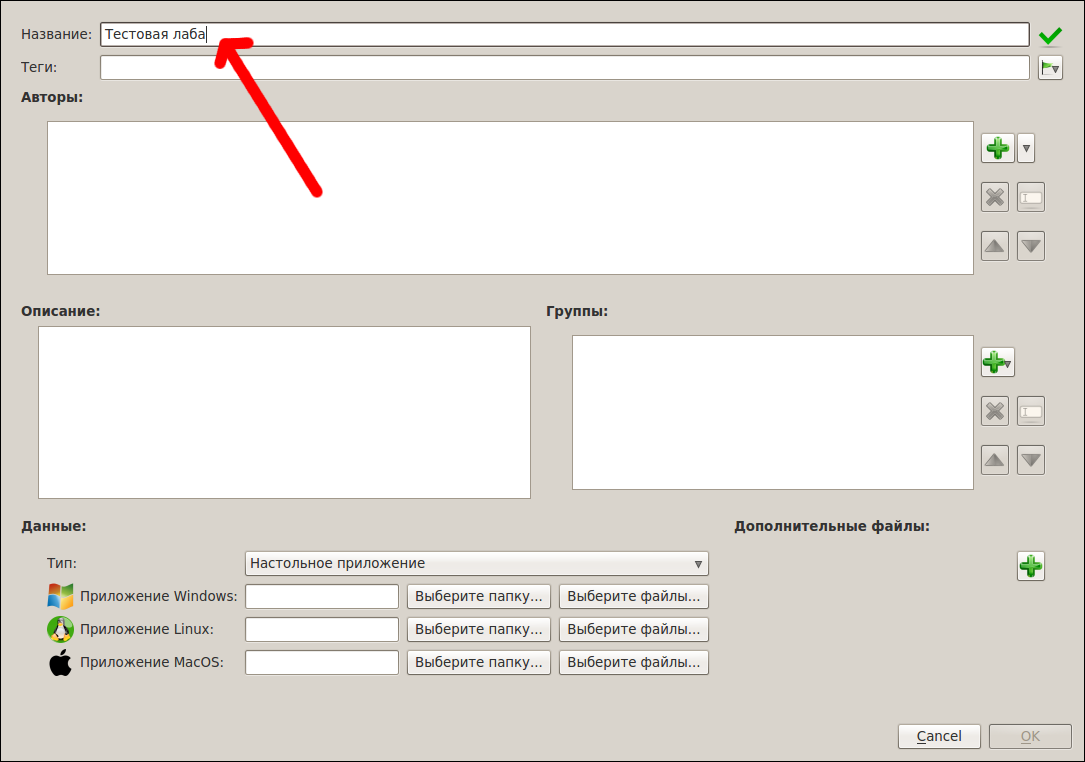 Название: Тестовая лаба
Теги:
Авторы:
Описание: Группы:
Данные: Дополнительные файлы:
Тип: Настольное приложение
Приложение Windows: Выберите папку... Выберите файлы...
Приложение Linux: Выберите папку... Выберите файлы...
Приложение MacOS: Выберите папку... Выберите файлы...
Cancel OK